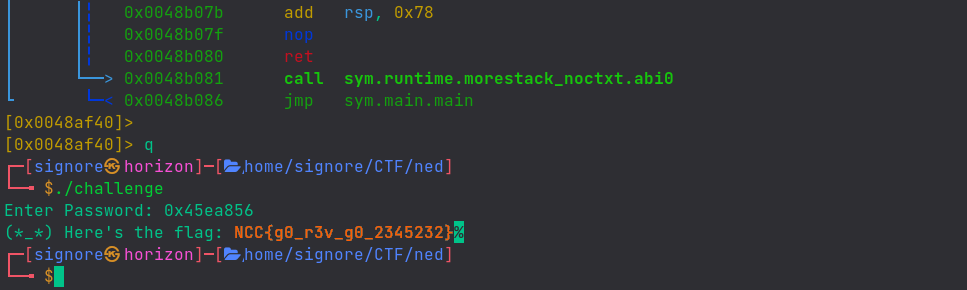 0x0048b07b add rsp, 0x78
0x0048b07f nop
0x0048b080 ret
0x0048b081 call sym.runtime.morestack_noctxt.abi0
0x0048b086 jmp sym.main.main
[0x0048af40]>
[0x0048af40]> q
[signore horizon]-[/home/signore/CTF/ned]
$./challenge
Enter Password: 0x45ea856
(*_*) Here's the flag: NCC{g0_r3v_g0_2345232}%
[signore horizon]-[/home/signore/CTF/ned]
$